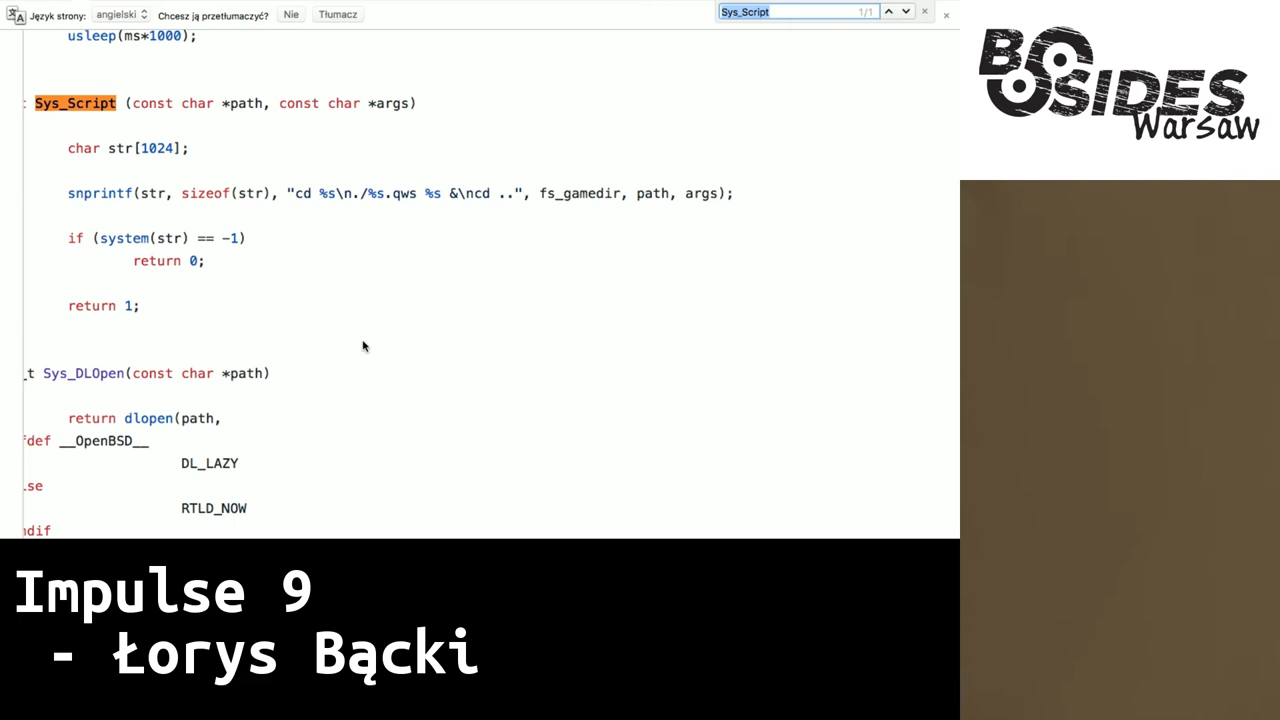 Język strony:
angielski
Chcesz ją przetłumaczyć?
Nie
Tłumacz
Sys_Script
1/1
usleep(ms*1000);
Sys_Script (const char *path, const char *args)
char str[1024];
snprintf(str, sizeof(str), "cd %s\n./%s.qws %s &\ncd ..", fs_gamedir, path, args);
if (system(str) == -1)
return 0;
return 1;
_t Sys_DLOpen(const char *path)
return dlopen(path,
fdef __OpenBSD__
DL_LAZY
lse
RTLD_NOW
ndif
BSIDES
Warsaw
Impulse 9
- Łorys Bącki